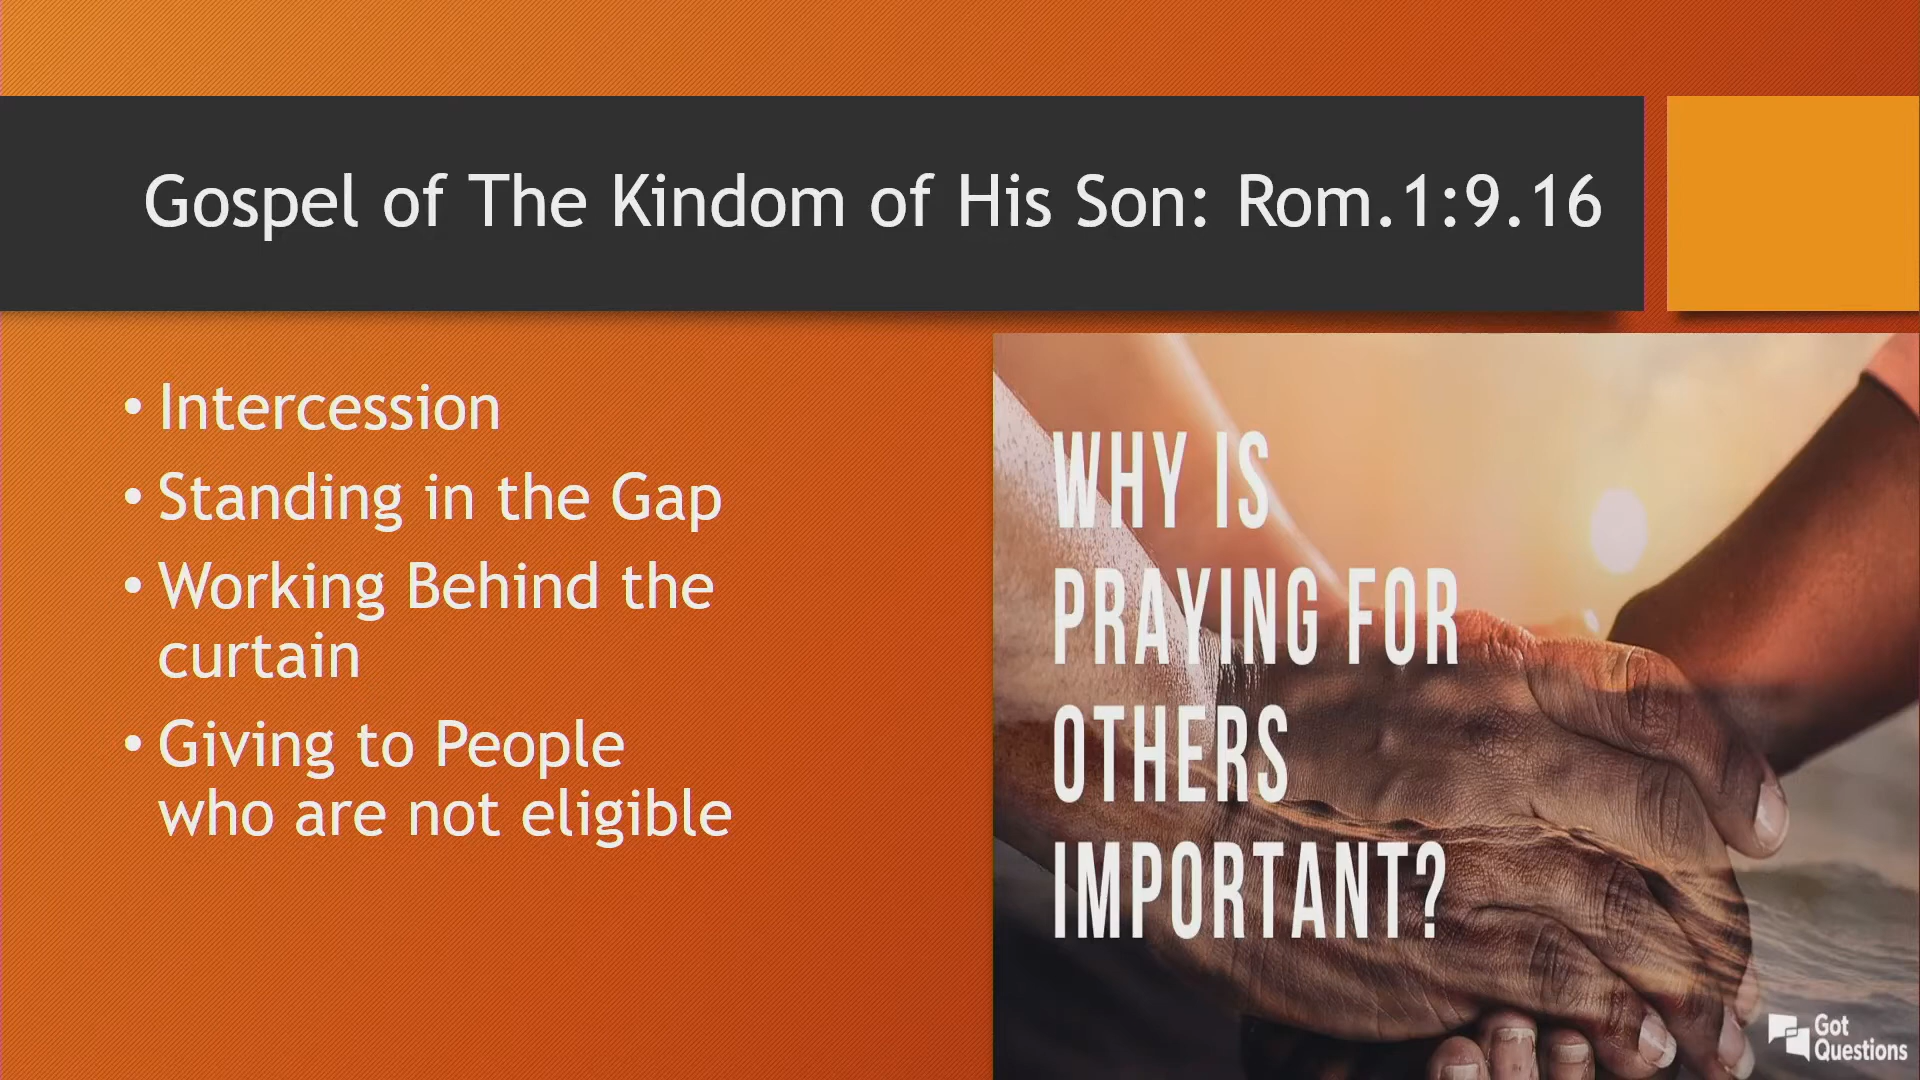 Gospel of The Kindom of His Son: Rom.1:9.16
• Intercession
• Standing in the Gap
• Working Behind the
curtain
• Giving to People
who are not eligible
WHY IS
PRAYING FOR
OTHERS
IMPORTANT?
Got
Questions